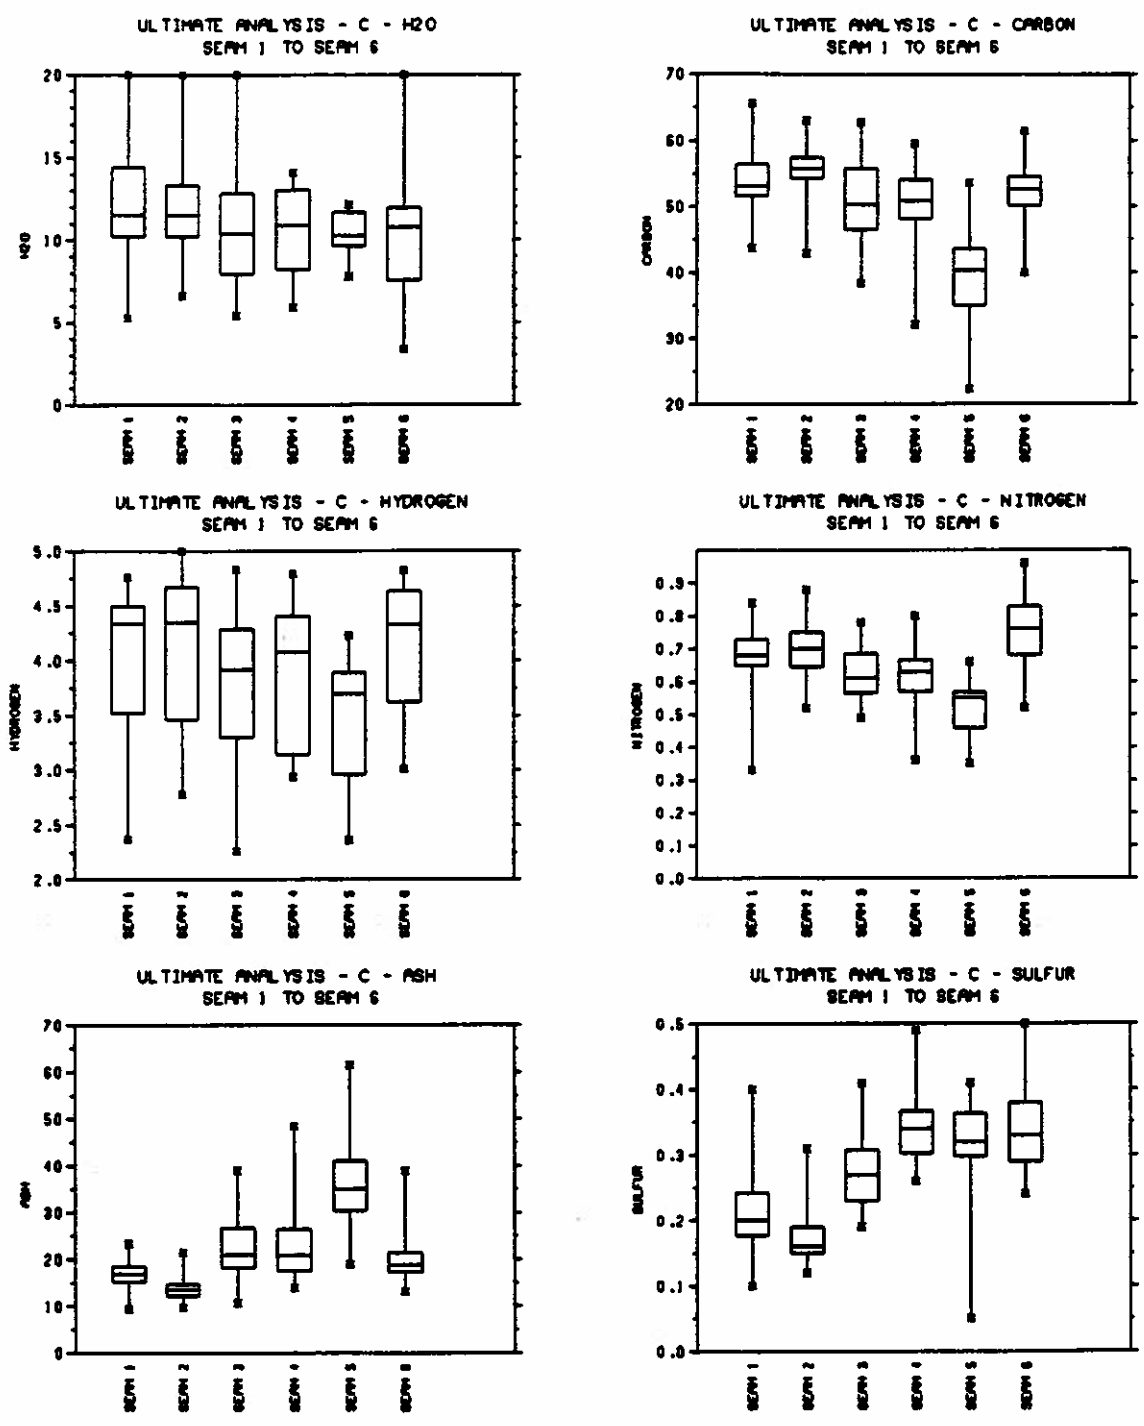 ULTIMATE ANALYSIS - C - H2O
SEAM 1 TO SEAM 6
20
15
10
5
0
H2O
SEAM 1
SEAM 2
SEAM 3
SEAM 4
SEAM 5
SEAM 6
ULTIMATE ANALYSIS - C - CARBON
SEAM 1 TO SEAM 6
70
60
50
40
30
20
CARBON
SEAM 1
SEAM 2
SEAM 3
SEAM 4
SEAM 5
SEAM 6
ULTIMATE ANALYSIS - C - HYDROGEN
SEAM 1 TO SEAM 6
5.0
4.5
4.0
3.5
3.0
2.5
2.0
HYDROGEN
SEAM 1
SEAM 2
SEAM 3
SEAM 4
SEAM 5
SEAM 6
ULTIMATE ANALYSIS - C - NITROGEN
SEAM 1 TO SEAM 6
0.9
0.8
0.7
0.6
0.5
0.4
0.3
0.2
0.1
0.0
NITROGEN
SEAM 1
SEAM 2
SEAM 3
SEAM 4
SEAM 5
SEAM 6
ULTIMATE ANALYSIS - C - ASH
SEAM 1 TO SEAM 6
70
60
50
40
30
20
10
0
ASH
SEAM 1
SEAM 2
SEAM 3
SEAM 4
SEAM 5
SEAM 6
ULTIMATE ANALYSIS - C - SULFUR
SEAM 1 TO SEAM 6
0.5
0.4
0.3
0.2
0.1
0.0
SULFUR
SEAM 1
SEAM 2
SEAM 3
SEAM 4
SEAM 5
SEAM 6